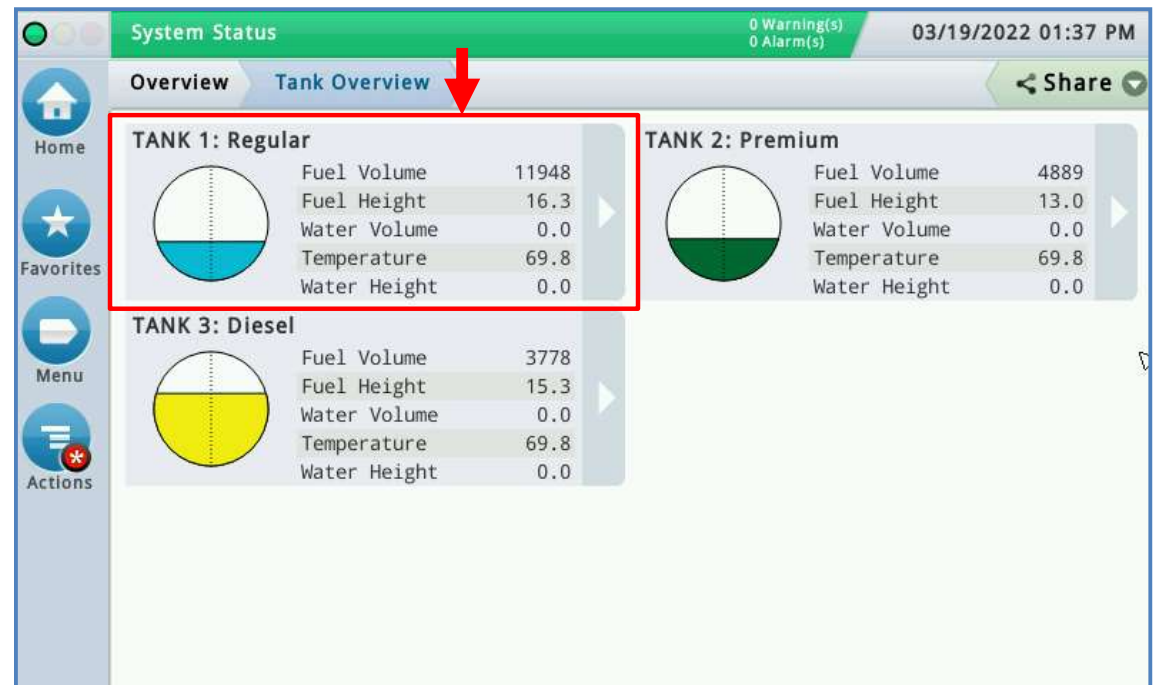 System Status
0 Warning(s)
0 Alarm(s)
03/19/2022 01:37 PM
Overview
Tank Overview
Share
Home
Favorites
Menu
Actions
TANK 1: Regular
Fuel Volume 11948
Fuel Height 16.3
Water Volume 0.0
Temperature 69.8
Water Height 0.0
TANK 2: Premium
Fuel Volume 4889
Fuel Height 13.0
Water Volume 0.0
Temperature 69.8
Water Height 0.0
TANK 3: Diesel
Fuel Volume 3778
Fuel Height 15.3
Water Volume 0.0
Temperature 69.8
Water Height 0.0